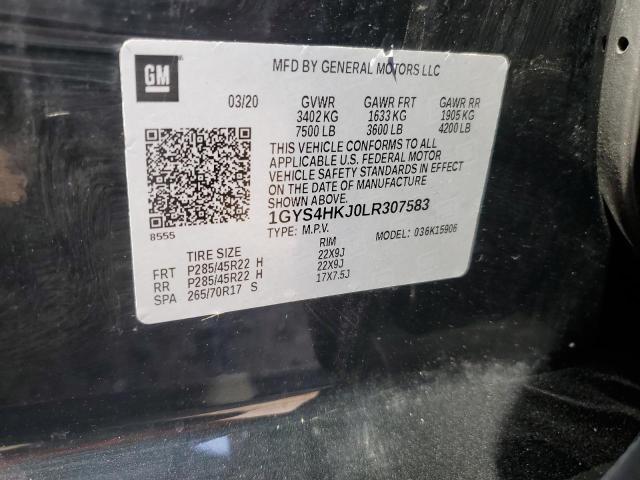 GM
MFD BY GENERAL MOTORS LLC
03/20 GVWR GAWR FRT GAWR RR
3402 KG 1633 KG 1905 KG
7500 LB 3600 LB 4200 LB
THIS VEHICLE CONFORMS TO ALL
APPLICABLE U.S. FEDERAL MOTOR
VEHICLE SAFETY STANDARDS IN EFFECT
ON THE DATE OF MANUFACTURE
SHOWN ABOVE.
1GYS4HKJ0LR307583
8555 TYPE: M.P.V. MODEL: 036K15906
TIRE SIZE RIM
FRT P285/45R22 H 22X9J
RR P285/45R22 H 22X9J
SPA 265/70R17 S 17X7.5J